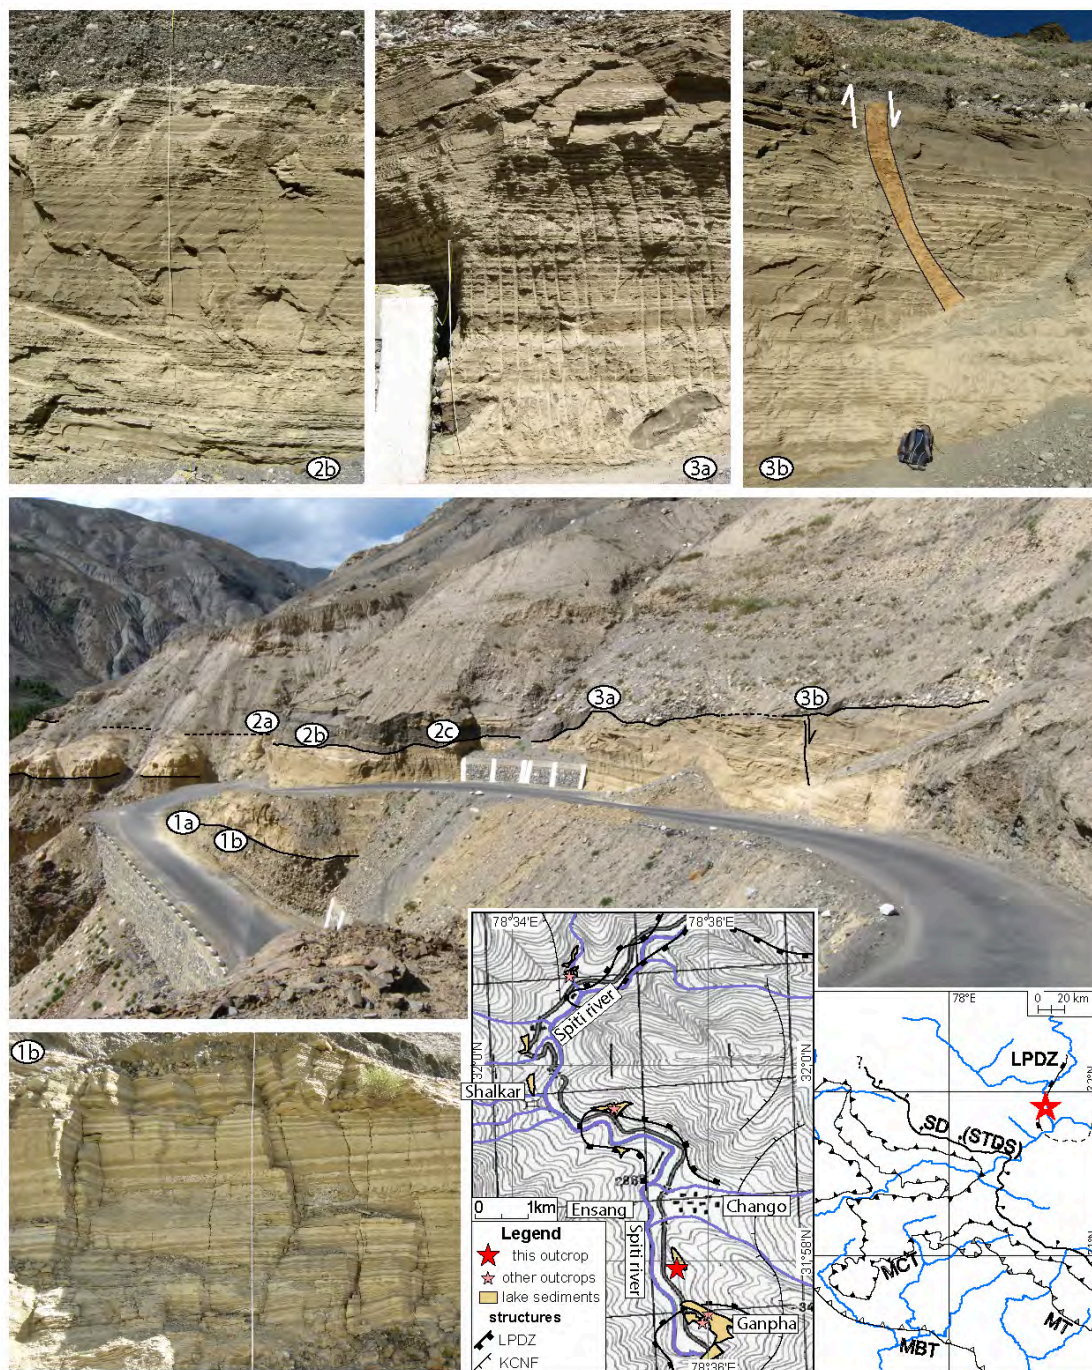 2b
3a
3b
2a
2b
2c
3a
3b
1a
1b
1b
78°34'E
78°36'E
Spiti river
32°0'N
Shalkar
Ensang
Chango
0 1km
Spiti river
31°58'N
Legend
this outcrop
other outcrops
lake sediments
structures
LPDZ
KCNF
Ganpha
78°36'E
78°E
0 20 km
LPDZ
?
SD (STDS)
MCT
MBT
MT